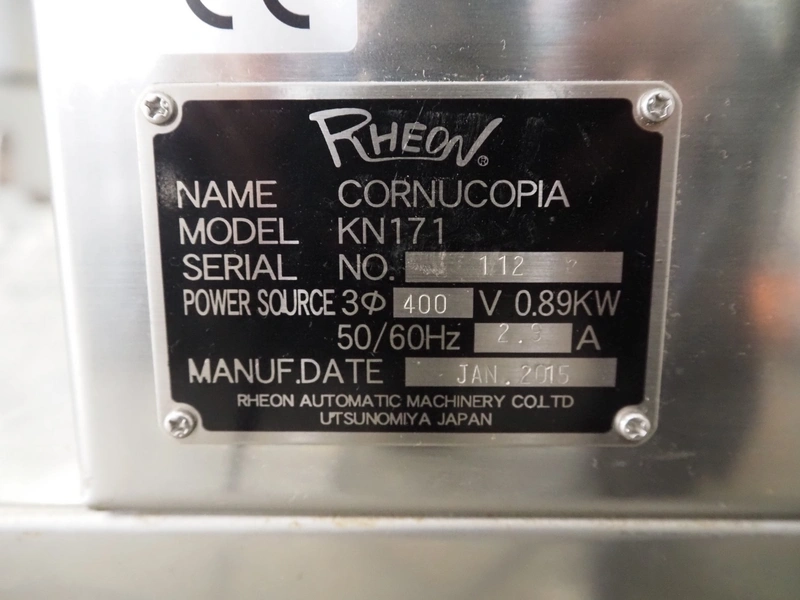 CE
RHEON®
NAME CORNUCOPIA
MODEL KN171
SERIAL NO. 112
POWER SOURCE 3Φ 400 V 0.89KW
50/60Hz A
MANUF.DATE JAN. 2015
RHEON AUTOMATIC MACHINERY CO.LTD
UTSUNOMIYA JAPAN